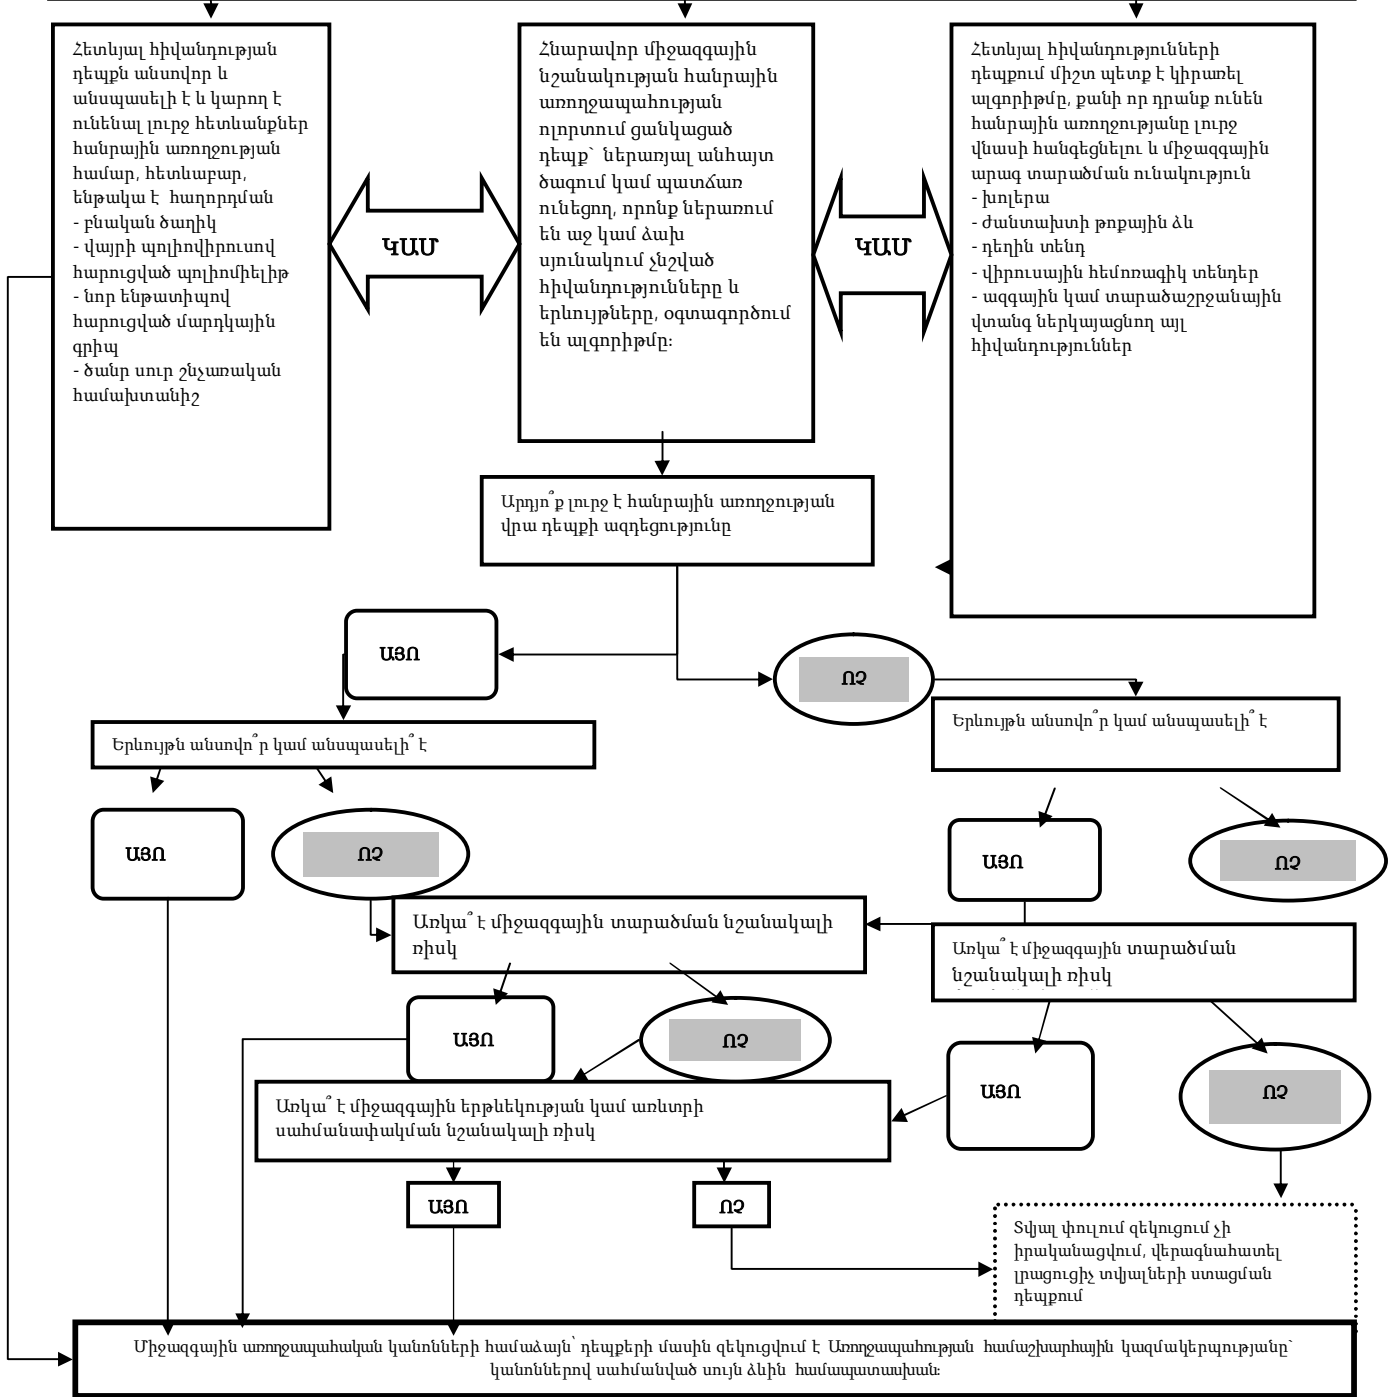 Հետևյալ հիվանդության
դեպքն անսովոր և
անսպասելի է և կարող է
ունենալ լուրջ հետևանքներ
հանրային առողջության
համար, հետևաբար,
ենթակա է հաղորդման
- բնական ծաղիկ
- վայրի պոլիովիրուսով
հարուցված պոլիոմիելիթ
- նոր ենթատիպով
հարուցված մարդկային
գրիպ
- ծանր սուր շնչառական
համախտանիշ
ԿԱՄ
Հնարավոր միջազգային
նշանակության հանրային
առողջապահության
ոլորտում ցանկացած
դեպք՝ ներառյալ անհայտ
ծագում կամ պատճառ
ունեցող, որոնք ներառում
են աջ կամ ձախ
սյունակում չնշված
հիվանդությունները և
երևույթները, օգտագործում
են ալգորիթմը:
ԿԱՄ
Հետևյալ հիվանդությունների
դեպքում միշտ պետք է կիրառել
ալգորիթմը, քանի որ դրանք ունեն
հանրային առողջությանը լուրջ
վնասի հանգեցնելու և միջազգային
արագ տարածման ունակություն
- խոլերա
- ժանտախտի թոքային ձև
- դեղին տենդ
- վիրուսային հեմոռագիկ տենդեր
- ազգային կամ տարածաշրջանային
վտանգ ներկայացնող այլ
հիվանդություններ
Արդյո՞ք լուրջ է հանրային առողջության
վրա դեպքի ազդեցությունը
ԱՅՈ
ՈՉ
Երևույթն անսովո՞ր կամ անսպասելի՞ է
Երևույթն անսովո՞ր կամ անսպասելի՞ է
ԱՅՈ
ՈՉ
ԱՅՈ
ՈՉ
Առկա՞ է միջազգային տարածման նշանակալի
ռիսկ
Առկա՞ է միջազգային տարածման
նշանակալի ռիսկ
ԱՅՈ
ՈՉ
ԱՅՈ
ՈՉ
Առկա՞ է միջազգային երթևեկության կամ առևտրի
սահմանափակման նշանակալի ռիսկ
ԱՅՈ
ՈՉ
Տվյալ փուլում զեկուցում չի
իրականացվում, վերագնահատել
լրացուցիչ տվյալների ստացման
դեպքում
Միջազգային առողջապահական կանոնների համաձայն՝ դեպքերի մասին զեկուցվում է Առողջապահության համաշխարհային կազմակերպությանը՝
կանոններով սահմանված սույն ձևին համապատասխան: